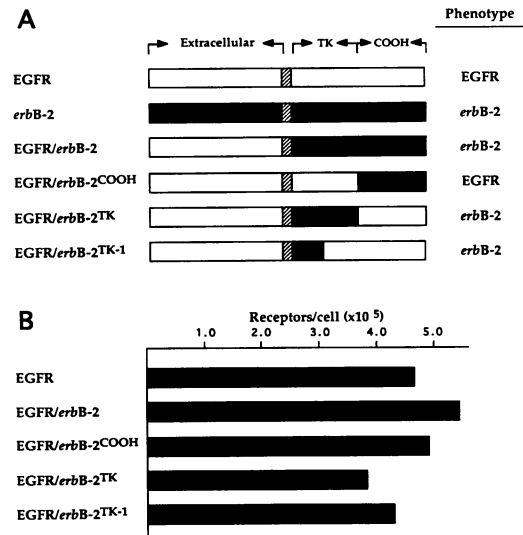 A
Phenotype
Extracellular TK COOH
EGFR EGFR
erbB-2 erbB-2
EGFR/erbB-2 erbB-2
EGFR/erbB-2COOH EGFR
EGFR/erbB-2TK erbB-2
EGFR/erbB-2TK-1 erbB-2
B
Receptors/cell (x10 5)
1.0 2.0 3.0 4.0 5.0
EGFR
EGFR/erbB-2
EGFR/erbB-2COOH
EGFR/erbB-2TK
EGFR/erbB-2TK-1